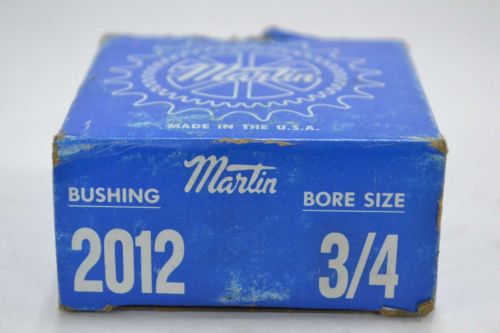 Martin
MADE IN THE U.S.A.
BUSHING
Martin
BORE SIZE
2012
3/4